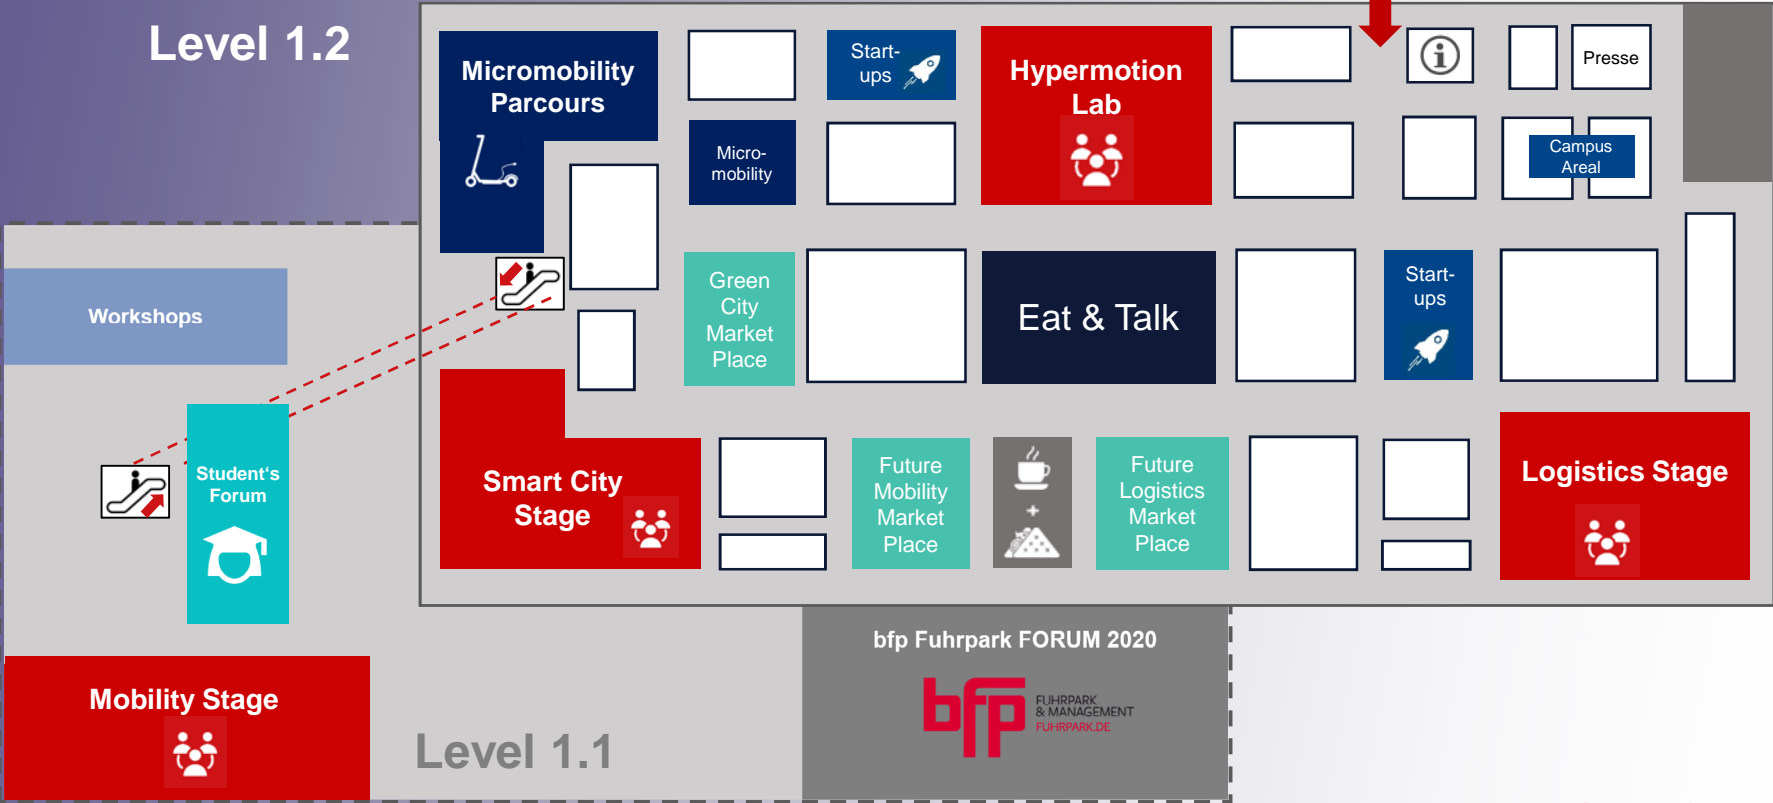 Level 1.2
Micromobility
Parcours
Start-
ups
Hypermotion
Lab
Presse
Micro-
mobility
Campus
Areal
Workshops
Green
City
Market
Place
Eat & Talk
Start-
ups
Student's
Forum
Smart City
Stage
Future
Mobility
Market
Place
+
Future
Logistics
Market
Place
Logistics Stage
bfp Fuhrpark FORUM 2020
bfp
FUHRPARK
& MANAGEMENT
FUHRPARK.DE
Mobility Stage
Level 1.1